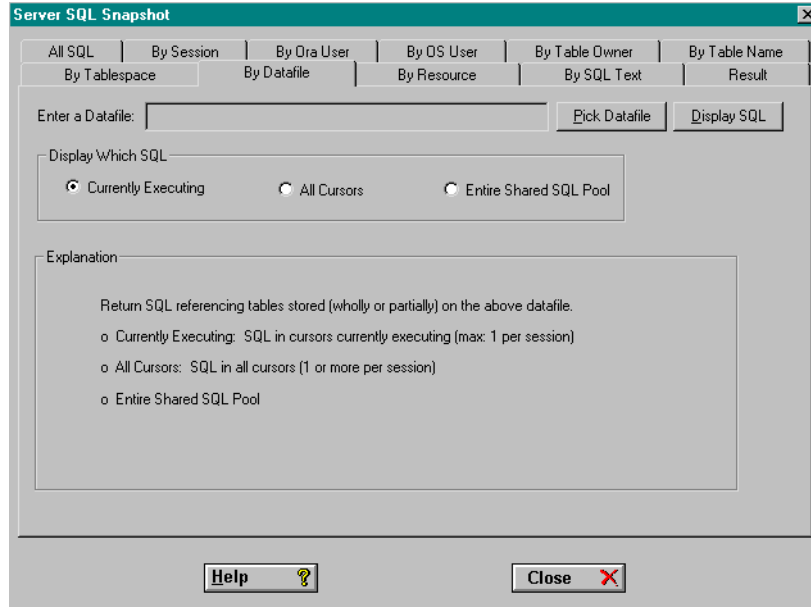 Server SQL Snapshot
All SQL By Session By Ora User By OS User By Table Owner By Table Name
By Tablespace By Datafile By Resource By SQL Text Result
Enter a Datafile: Pick Datafile Display SQL
Display Which SQL
Currently Executing All Cursors Entire Shared SQL Pool
Explanation
Return SQL referencing tables stored (wholly or partially) on the above datafile.
o Currently Executing: SQL in cursors currently executing (max: 1 per session)
o All Cursors: SQL in all cursors (1 or more per session)
o Entire Shared SQL Pool
Help Close